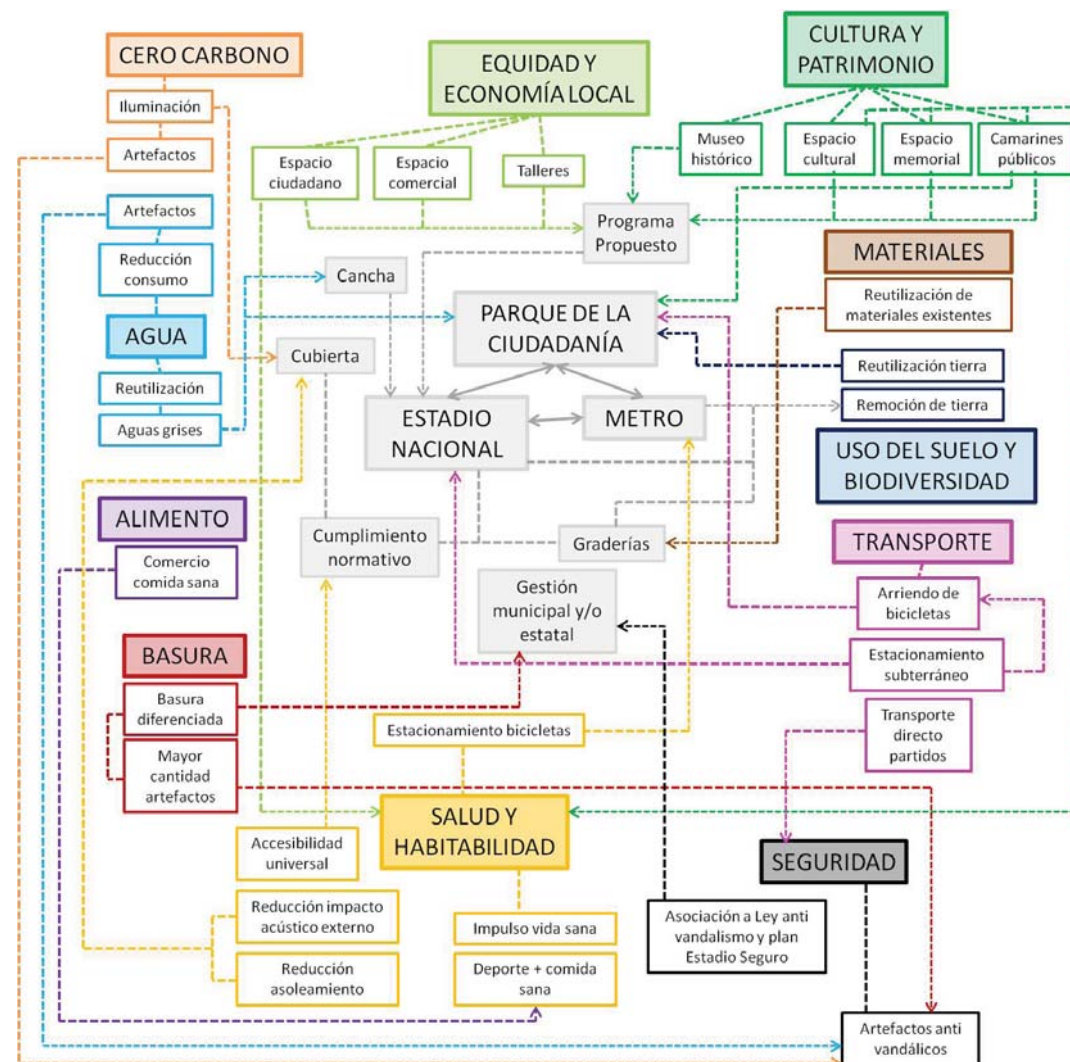 CERO CARBONO
Iluminación
Artefactos
EQUIDAD Y
ECONOMÍA LOCAL
Espacio
ciudadano
Espacio
comercial
Talleres
CULTURA Y
PATRIMONIO
Museo
histórico
Espacio
cultural
Espacio
memorial
Camarines
públicos
Artefactos
Reducción
consumo
AGUA
Reutilización
Aguas grises
Programa
Propuesto
Cancha
Cubierta
PARQUE DE LA
CIUDADANÍA
ESTADIO
NACIONAL
METRO
MATERIALES
Reutilización de
materiales existentes
Reutilización tierra
Remoción de tierra
USO DEL SUELO Y
BIODIVERSIDAD
ALIMENTO
Comercio
comida sana
Cumplimiento
normativo
Graderías
Gestión
municipal y/o
estatal
TRANSPORTE
Arriendo de
bicicletas
Estacionamiento
subterráneo
Transporte
directo
partidos
BASURA
Basura
diferenciada
Mayor
cantidad
artefactos
Estacionamiento bicicletas
SALUD Y
HABITABILIDAD
Accesibilidad
universal
Reducción impacto
acústico externo
Reducción
asoleamiento
Impulso vida sana
Deporte + comida
sana
SEGURIDAD
Asociación a Ley anti
vandalismo y plan
Estadio Seguro
Artefactos anti
vandálicos